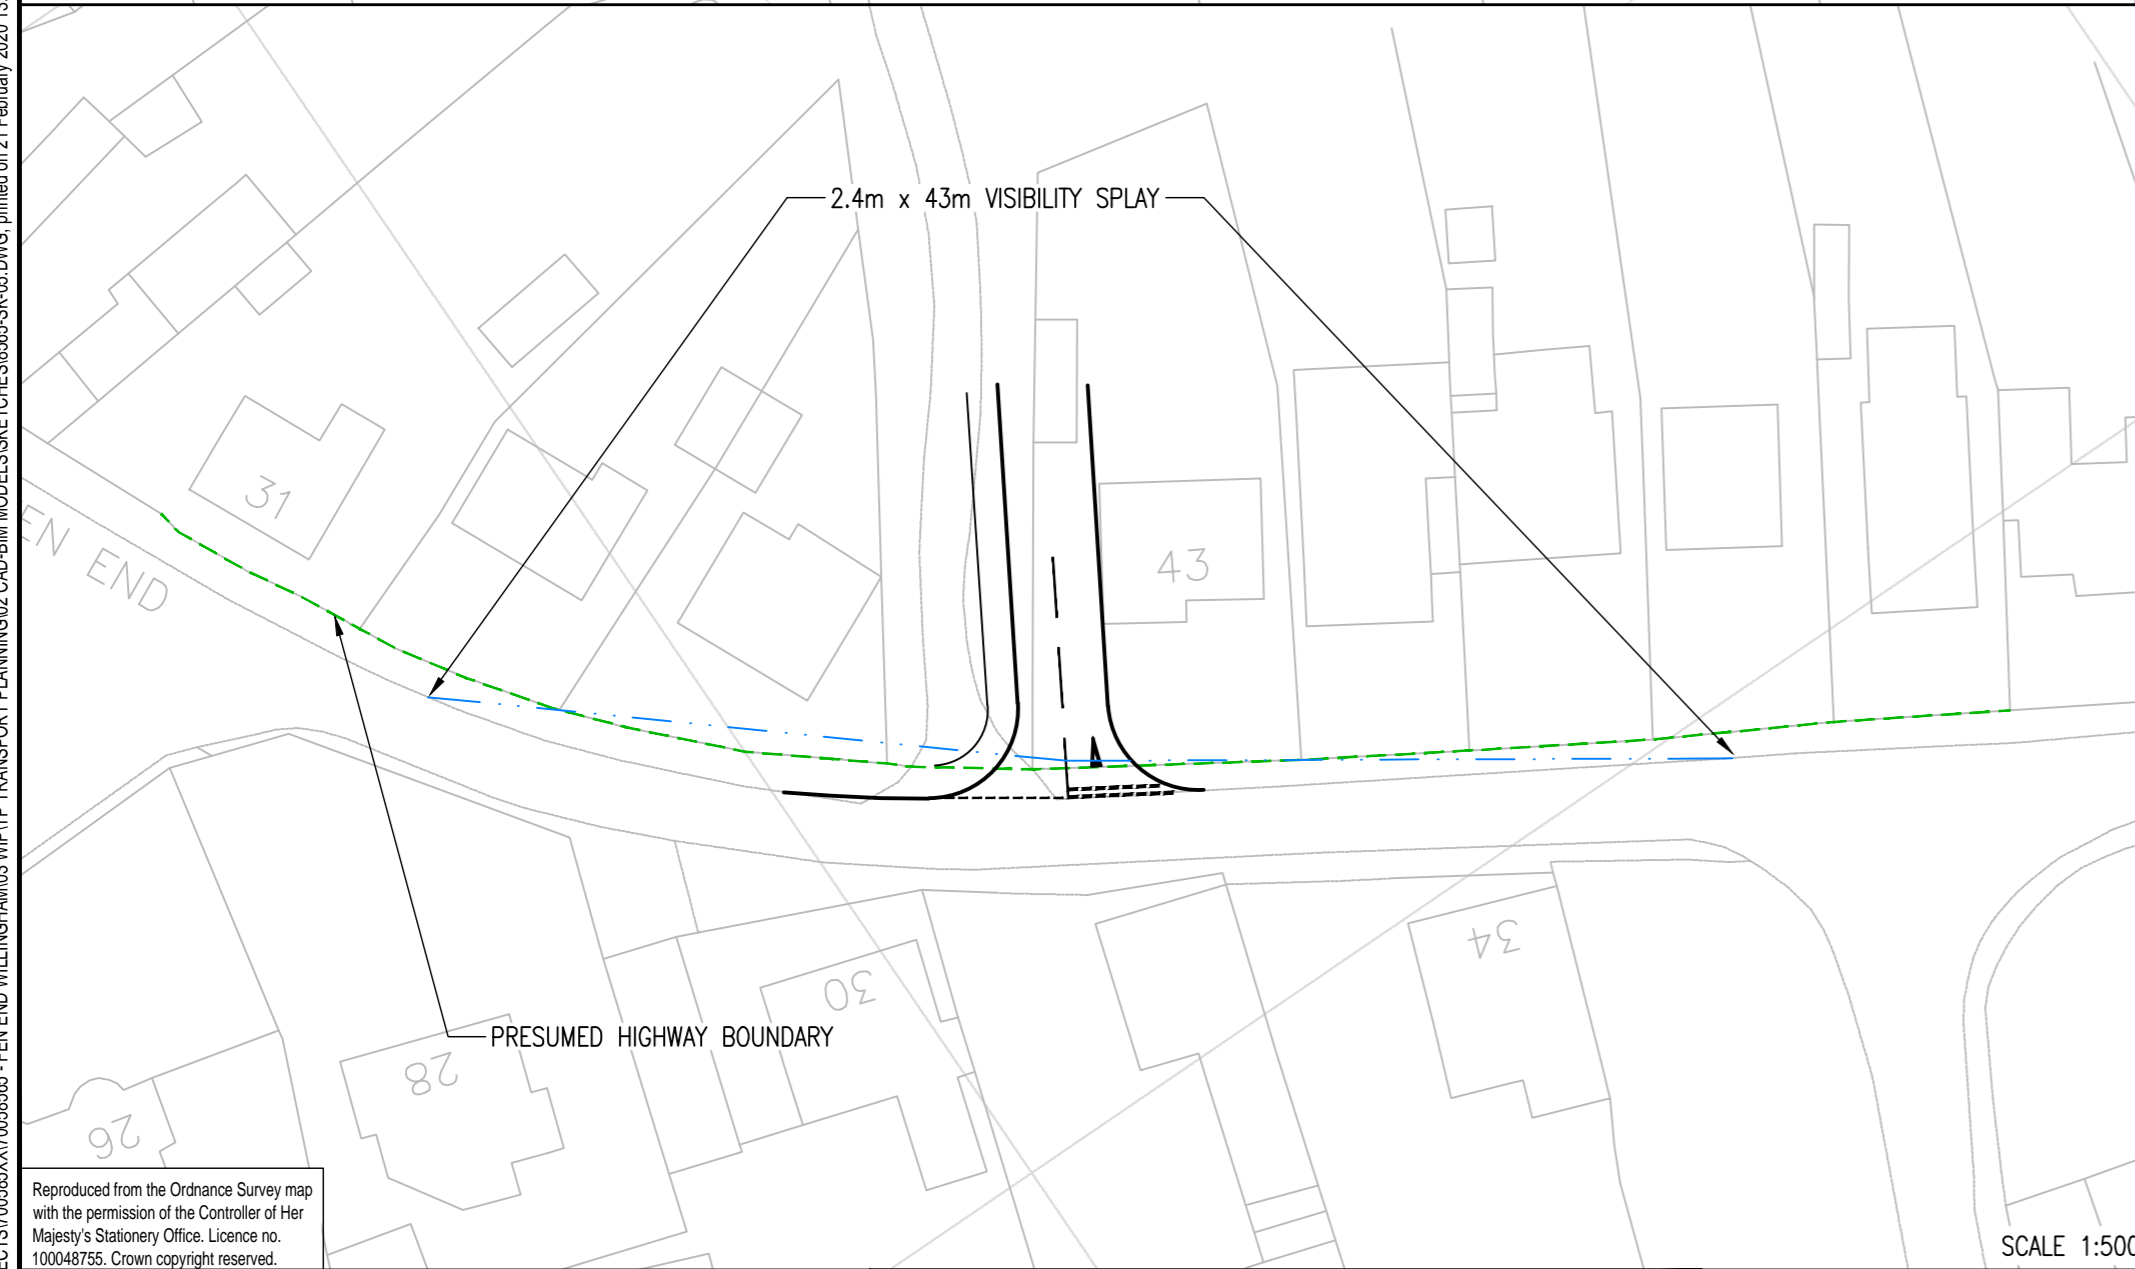 2.4m x 43m VISIBILITY SPLAY
31
43
EN END
34
30
PRESUMED HIGHWAY BOUNDARY
28
26
Reproduced from the Ordnance Survey map
with the permission of the Controller of Her
Majesty's Stationery Office. Licence no.
100048755. Crown copyright reserved.
SCALE 1:500